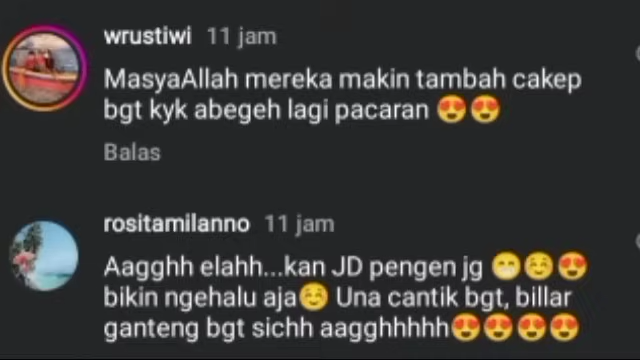 wrustiwi 11 jam
MasyaAllah mereka makin tambah cakep
bgt kyk abegeh lagi pacaran 😍😍
Balas
rositamilanno 11 jam
Aagghh elahh...kan JD pengen jg 😁☺️😍
bikin ngehalu aja☺️ Una cantik bgt, billar
ganteng bgt sichh aagghhhhh😍😍😍😍